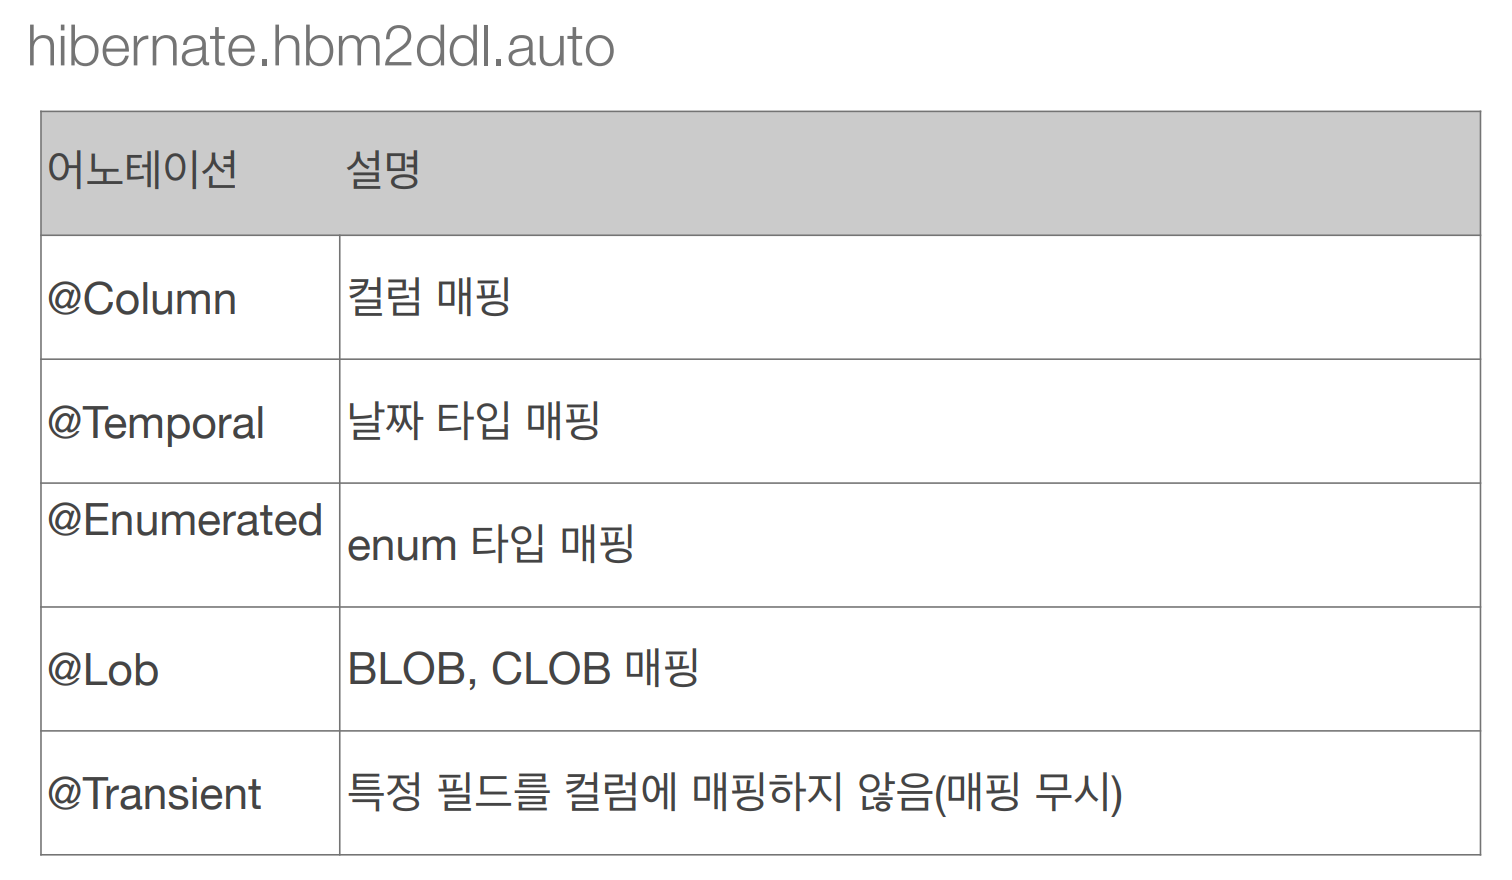 hibernate.hbm2ddl.auto
어노테이션 설명
@Column 컬럼 매핑
@Temporal 날짜 타입 매핑
@Enumerated enum 타입 매핑
@Lob BLOB, CLOB 매핑
@Transient 특정 필드를 컬럼에 매핑하지 않음(매핑 무시)